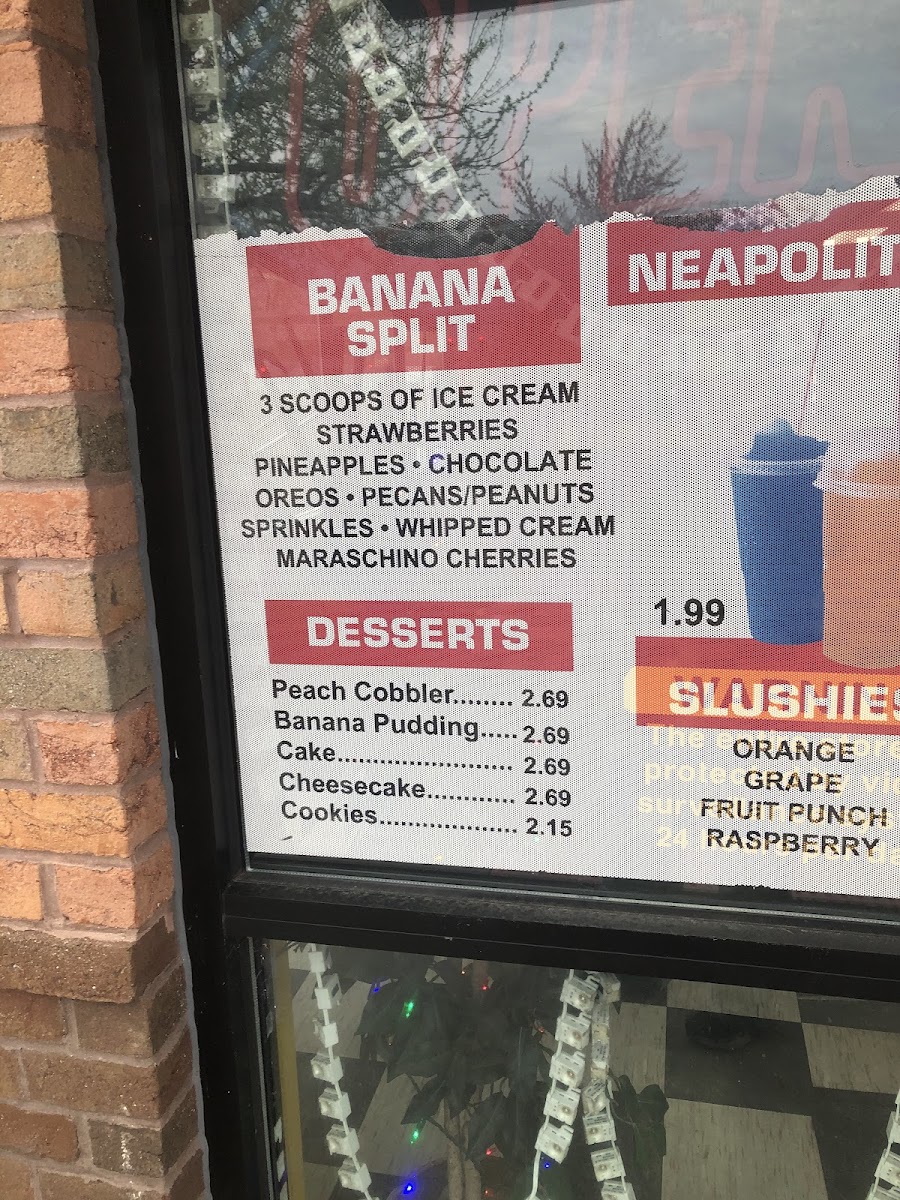 BANANA
SPLIT
3 SCOOPS OF ICE CREAM
STRAWBERRIES
PINEAPPLES • CHOCOLATE
OREOS • PECANS/PEANUTS
SPRINKLES • WHIPPED CREAM
MARASCHINO CHERRIES
DESSERTS
Peach Cobbler........ 2.69
Banana Pudding..... 2.69
Cake........................ 2.69
Cheesecake............ 2.69
Cookies................... 2.15
NEAPOLIT
1.99
SLUSHIES
ORANGE
GRAPE
FRUIT PUNCH
RASPBERRY